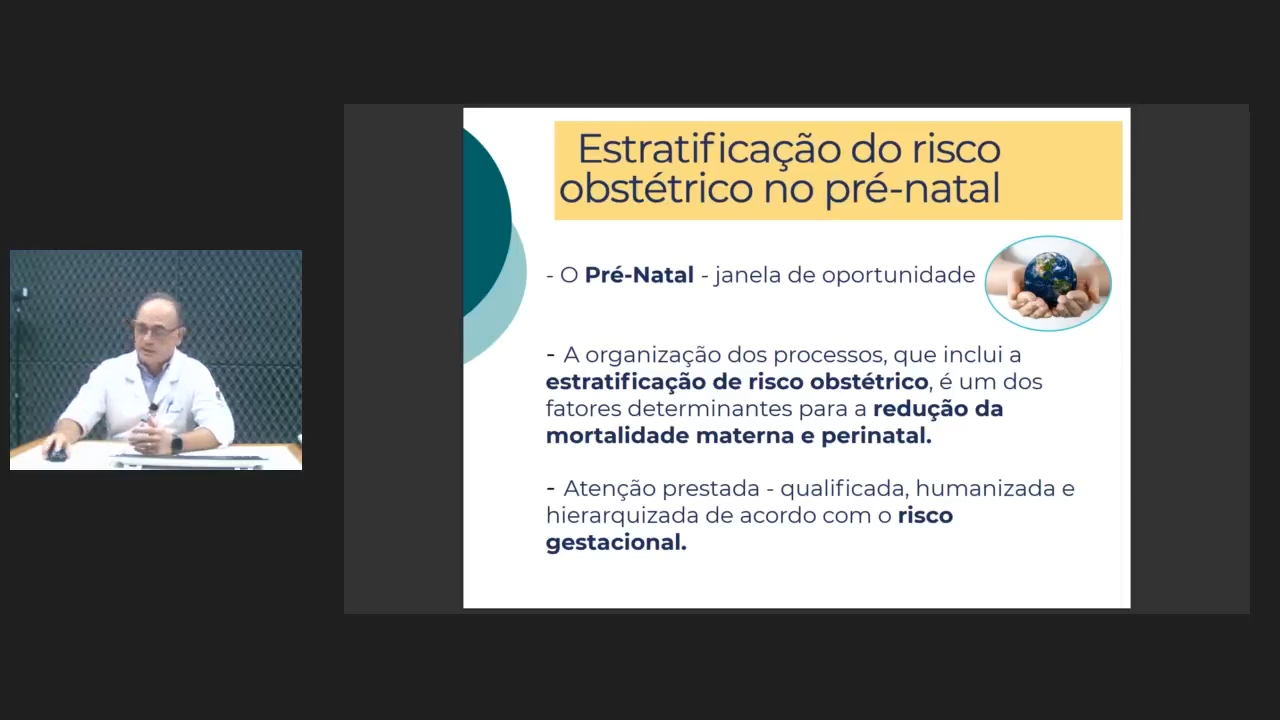 Estratificação do risco
obstétrico no pré-natal
- O Pré-Natal - janela de oportunidade
- A organização dos processos, que inclui a
estratificação de risco obstétrico, é um dos
fatores determinantes para a redução da
mortalidade materna e perinatal.
- Atenção prestada - qualificada, humanizada e
hierarquizada de acordo com o risco
gestacional.